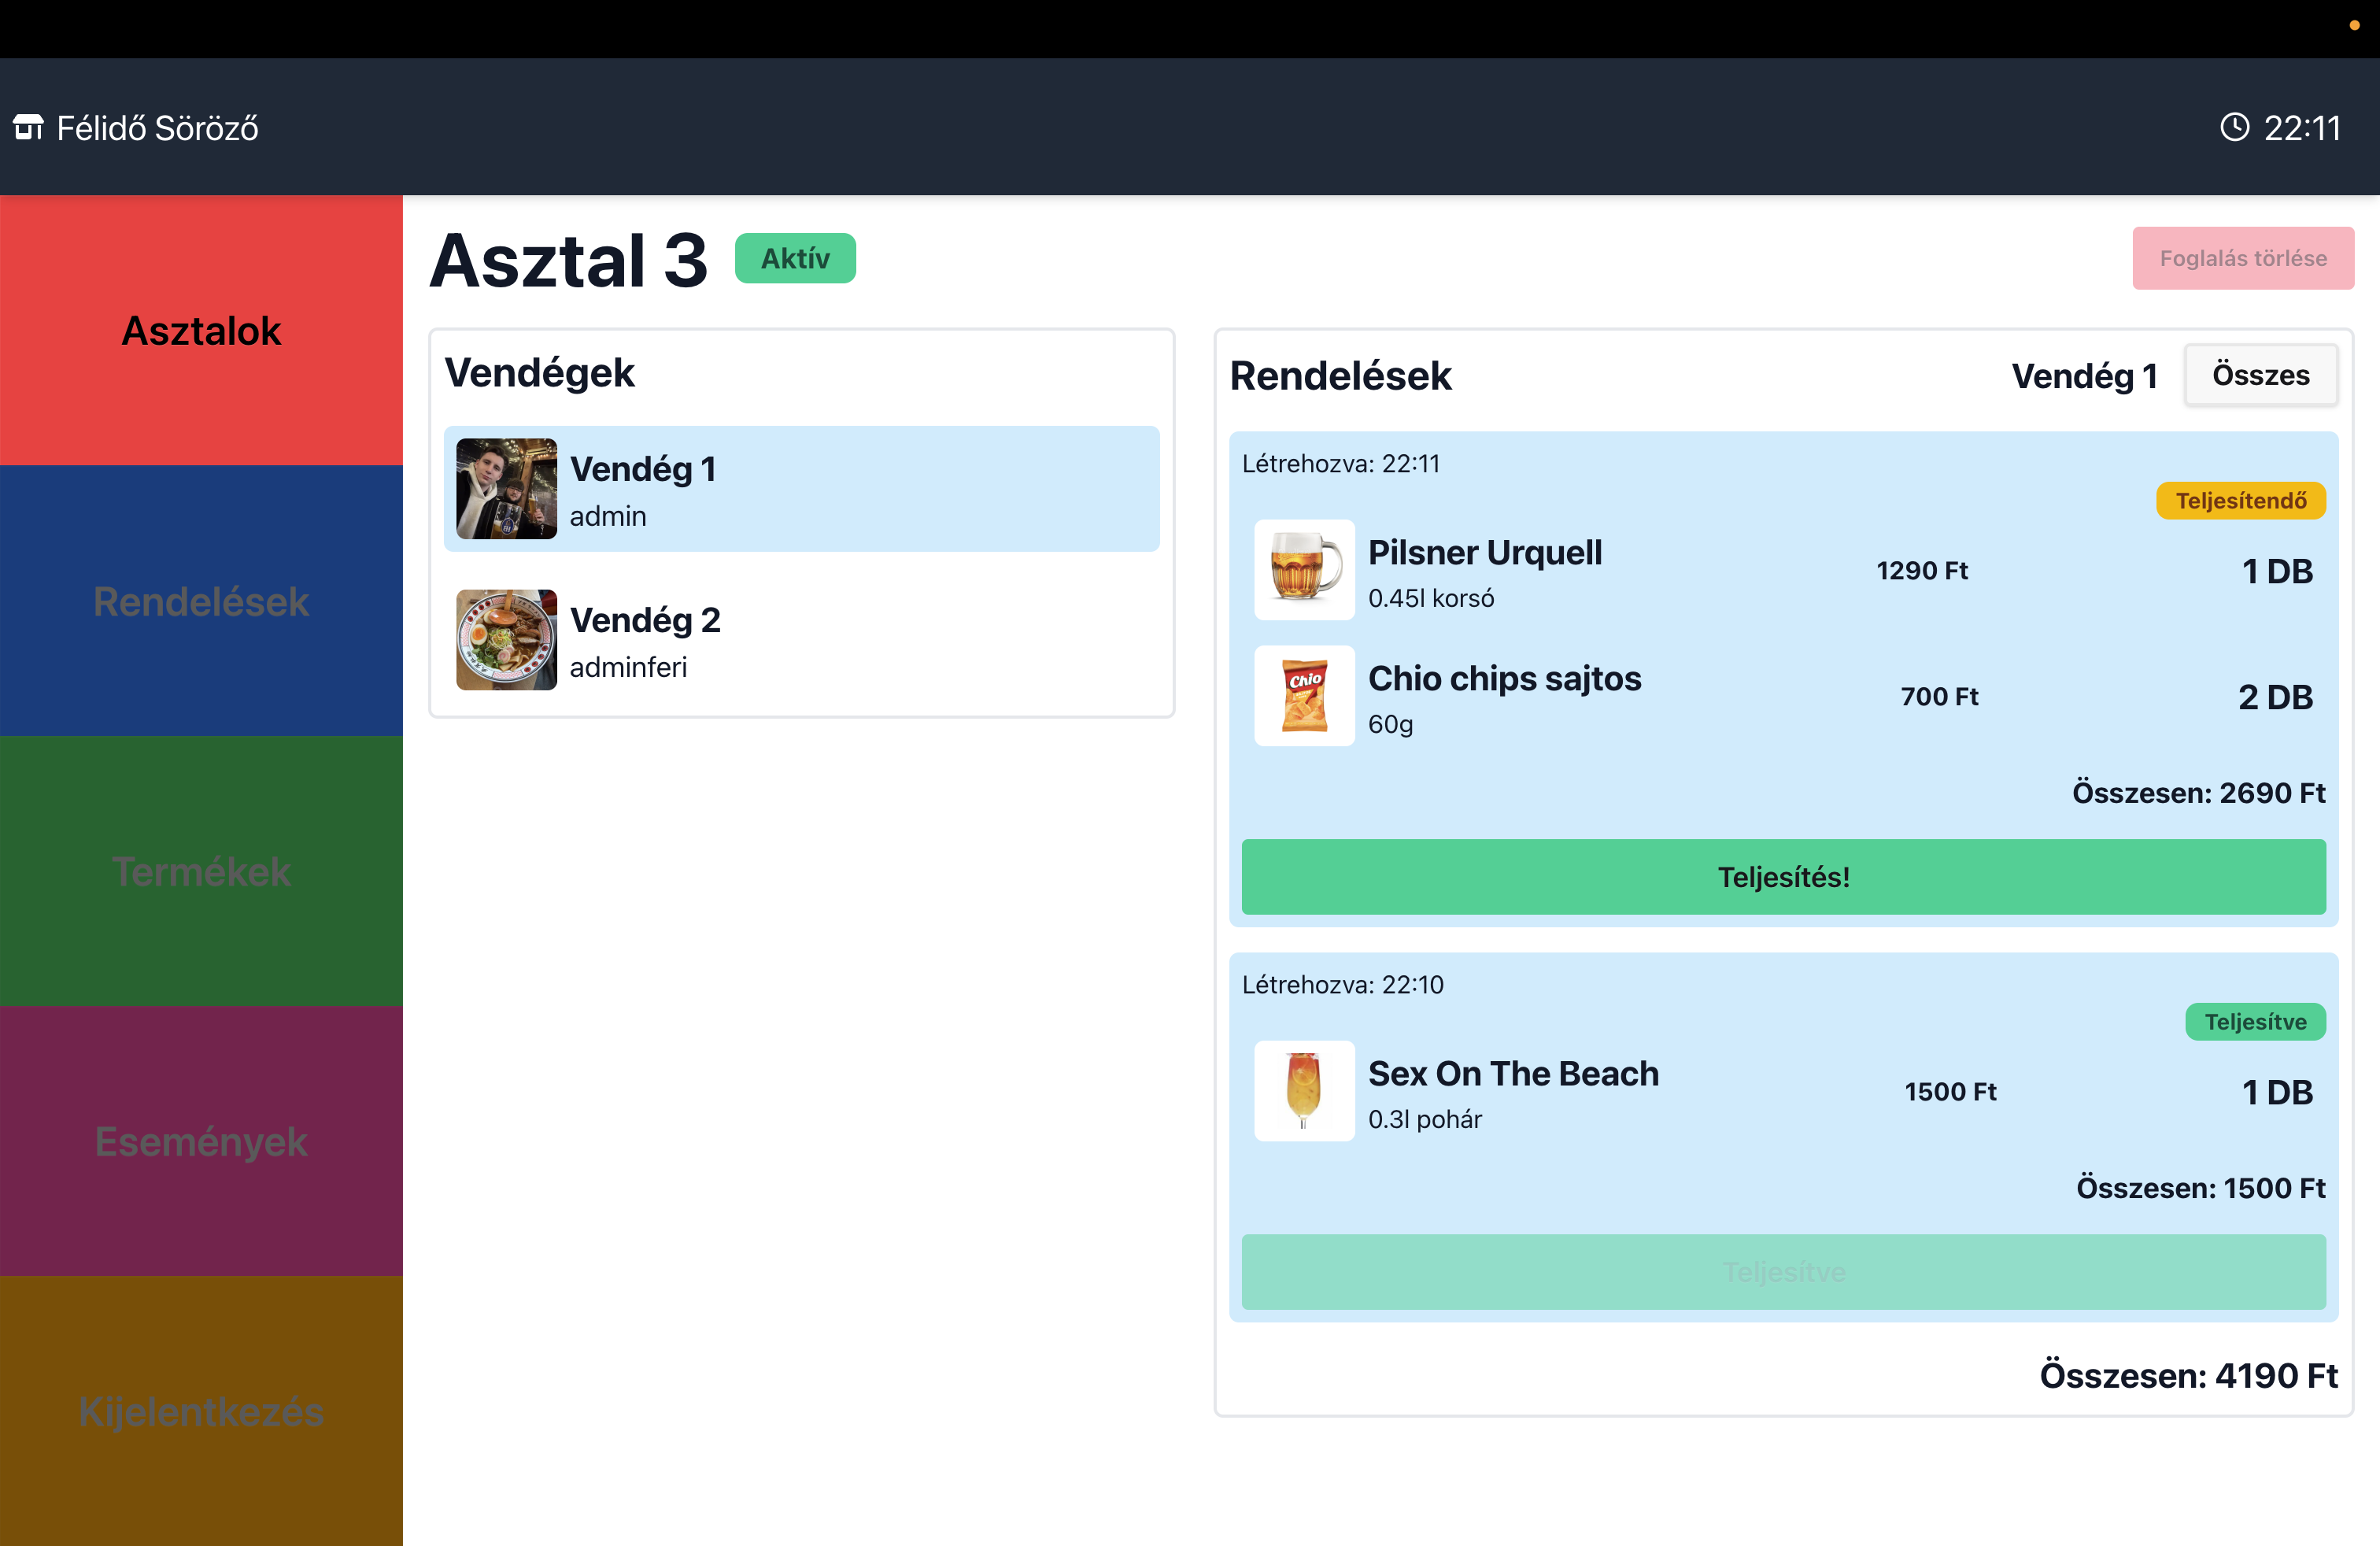 Félidő Söröző
22:11
Asztalok
Rendelések
Termékek
Események
Kijelentkezés
Asztal 3
Aktív
Foglalás törlése
Vendégek
Vendég 1
admin
Vendég 2
adminferi
Rendelések
Vendég 1
Összes
Létrehozva: 22:11
Teljesítendő
Pilsner Urquell
0.45l korsó
1290 Ft
1 DB
Chio
Chio chips sajtos
60g
700 Ft
2 DB
Összesen: 2690 Ft
Teljesítés!
Létrehozva: 22:10
Teljesítve
Sex On The Beach
0.3l pohár
1500 Ft
1 DB
Összesen: 1500 Ft
Teljesítve
Összesen: 4190 Ft